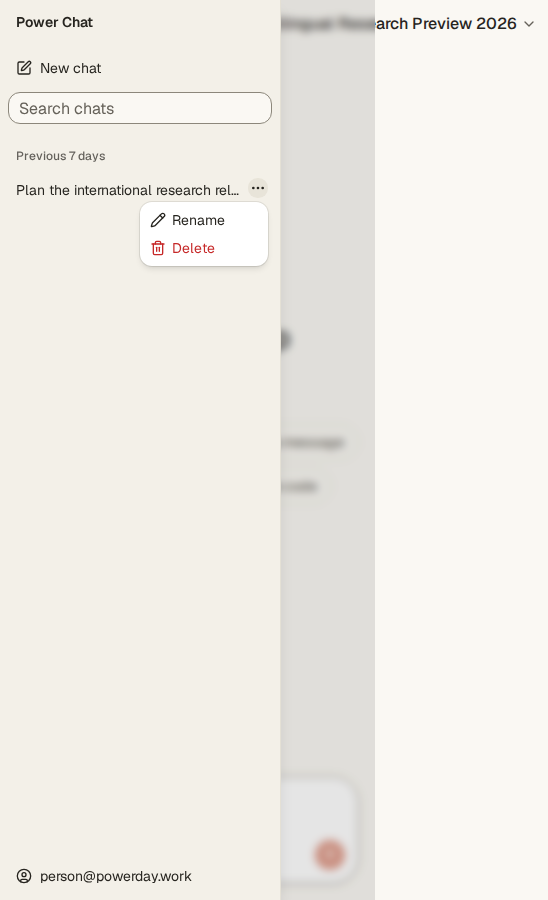 Power Chat
arch Preview 2026
New chat
Search chats
Previous 7 days
Plan the international research rel...
Rename
Delete
person@powerday.work